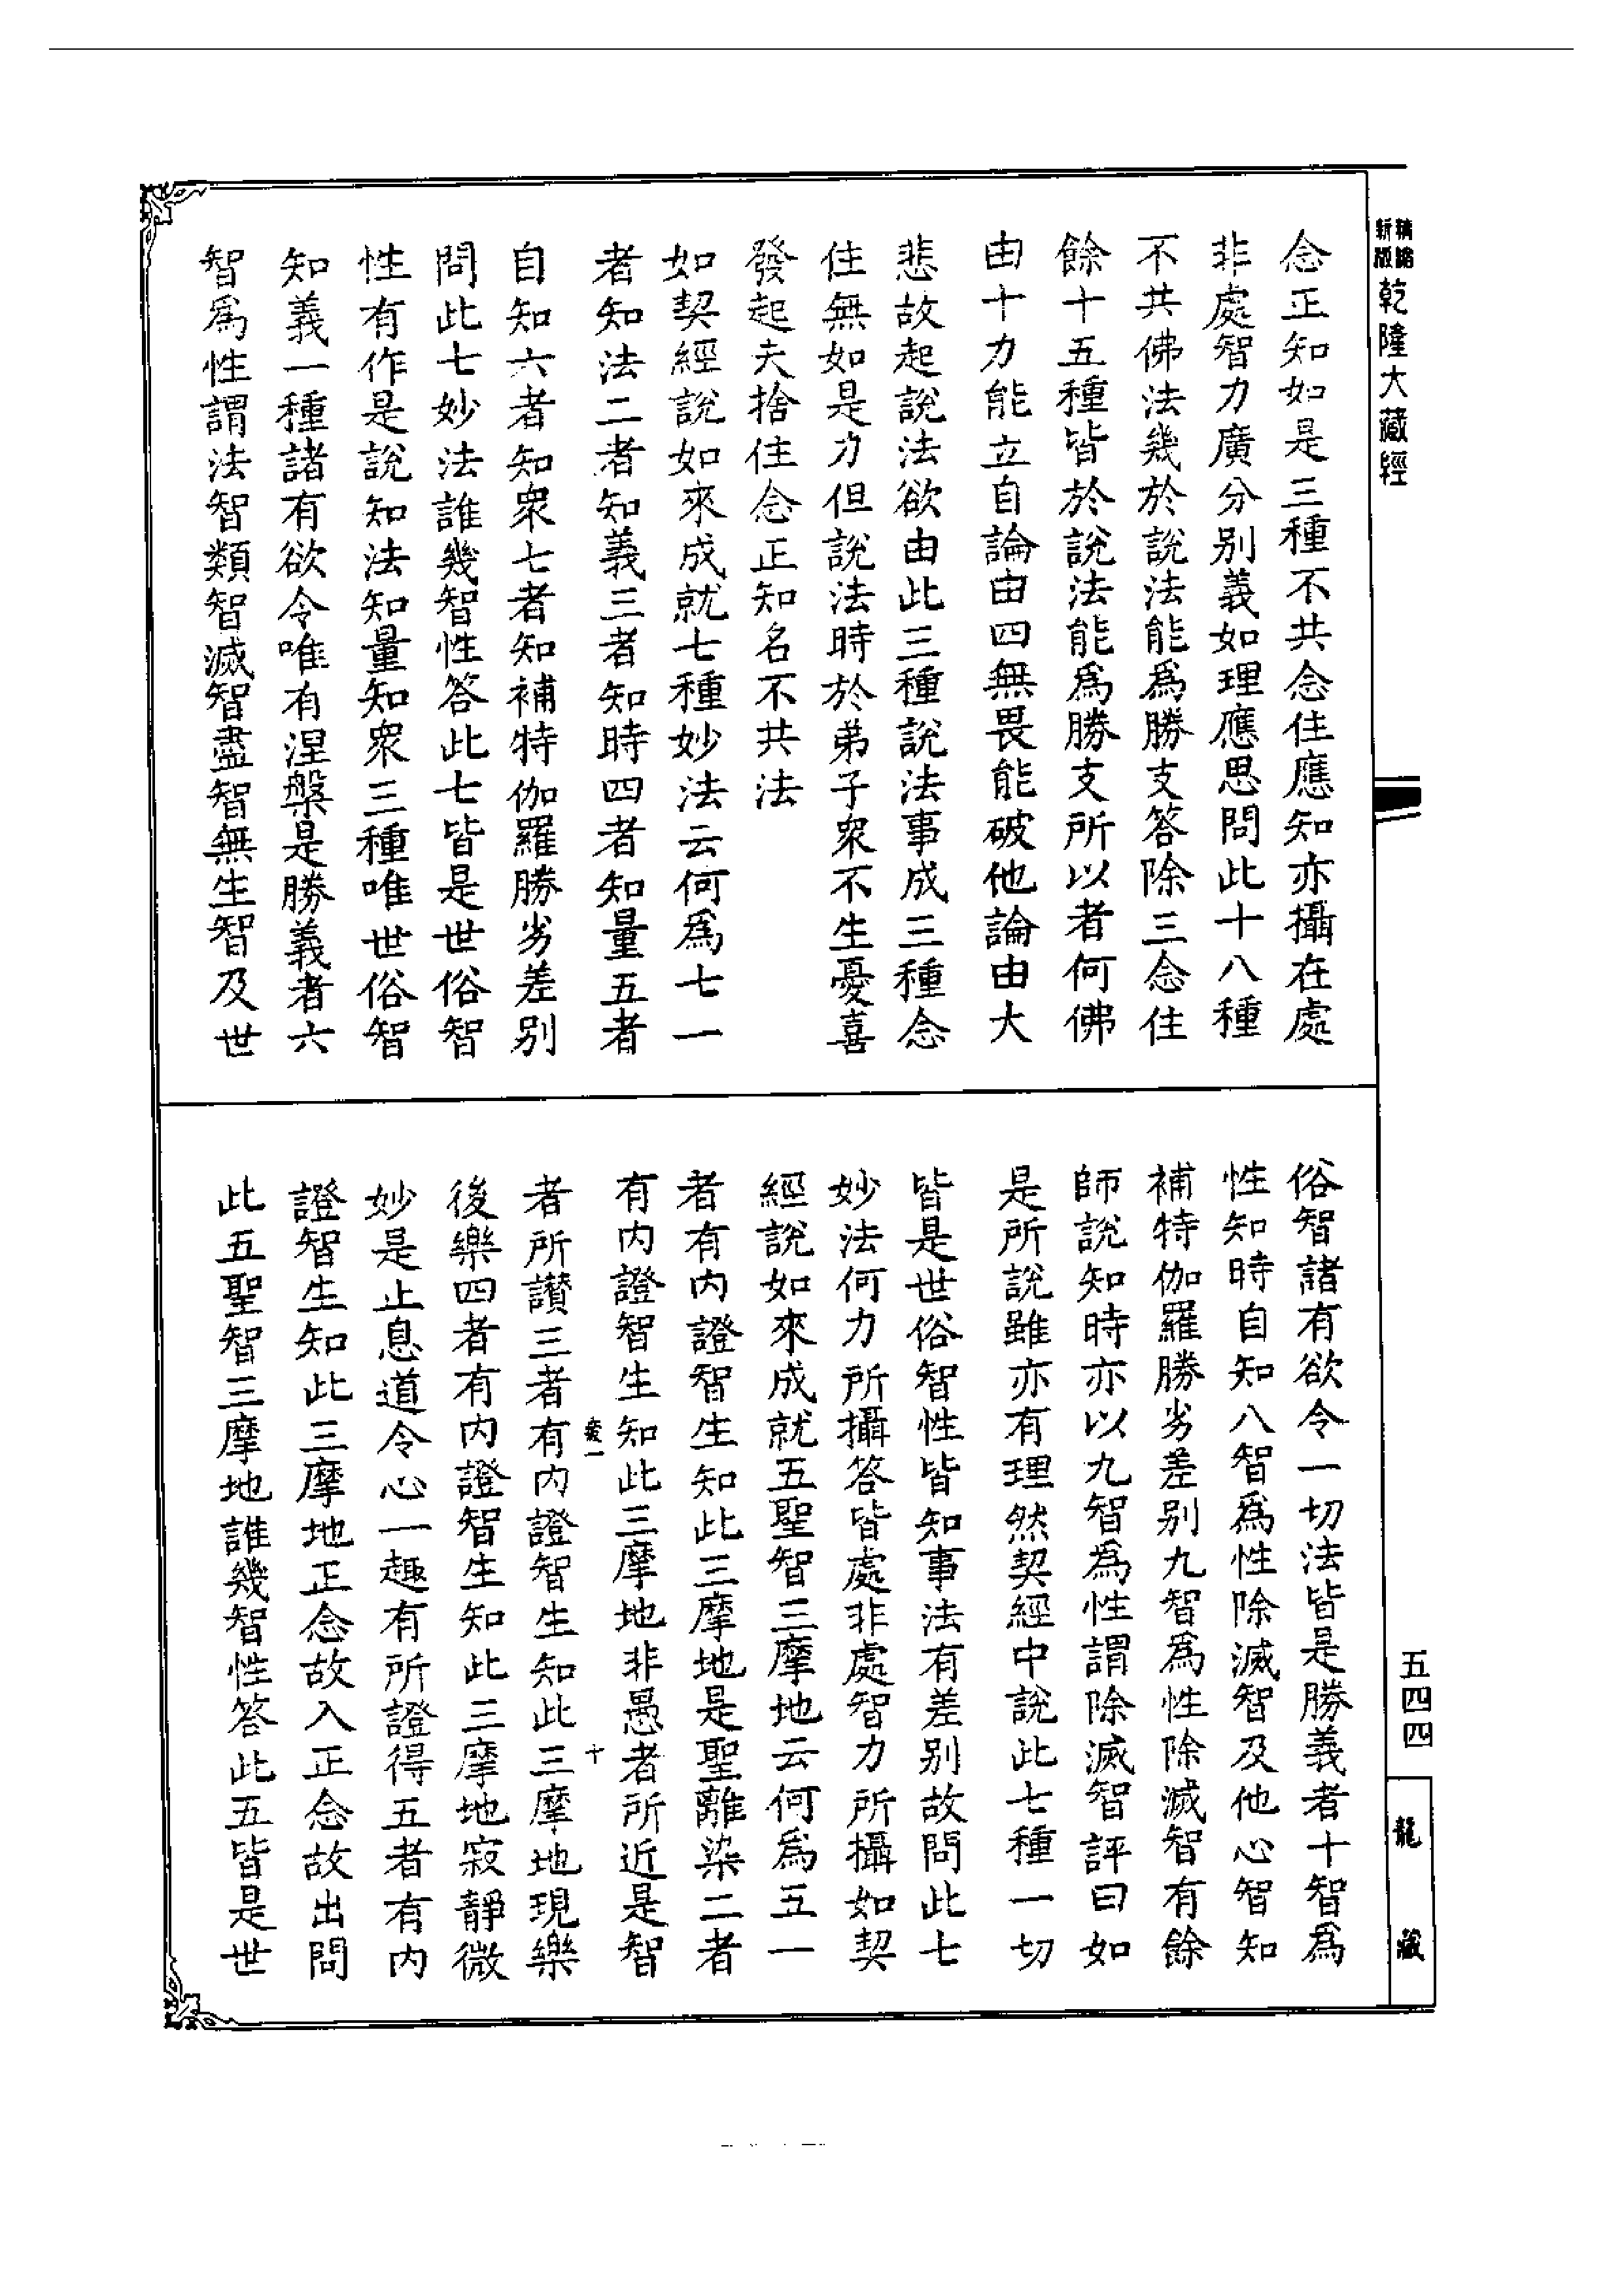 新版精縮乾隆大藏經
念正知如是三種不共念住應知亦攝在處
非處智力廣分別義如理應思問此十八種
不共佛法幾於說法能爲勝支答除三念住
餘十五種皆於說法能爲勝支所以者何佛
由十力能立自論由四無畏能破他論由大
悲故起說法欲由此三種說法事成三種念
住無如是力但說法時於弟子衆不生憂喜
發起夫捨住念正知名不共法
如契經說如來成就七種妙法云何爲七一
者知法二者知義三者知時四者知量五者
自知六者知衆七者知補特伽羅勝劣差別
問此七妙法誰幾智性答此七皆是世俗智
性有作是說知法知量知衆三種唯世俗智
知義一種諸有欲令唯有涅槃是勝義者六
智爲性謂法智類智滅智盡智無生智及世
俗智諸有欲令一切法皆是勝義者十智爲
性知時自知八智爲性除滅智及他心智知
補特伽羅勝劣差別九智爲性除滅智有餘
師說知時亦以九智爲性謂除滅智評曰如
是所說雖亦有理然契經中說此七種一切
皆是世俗智性皆知事法有差別故問此七
妙法何力所攝答皆處非處智力所攝如契
經說如來成就五聖智三摩地云何爲五一
者有内證智生知此三摩地是聖離染二者
有内證智生知此三摩地非愚者所近是智
者所讃三者有内證智生知此三摩地現樂
後樂四者有内證智生知此三摩地寂靜微
妙是止息道令心一趣有所證得五者有内
證智生知此三摩地正念故入正念故出問
此五聖智三摩地誰幾智性答此五皆是世
十
五四四
龍藏